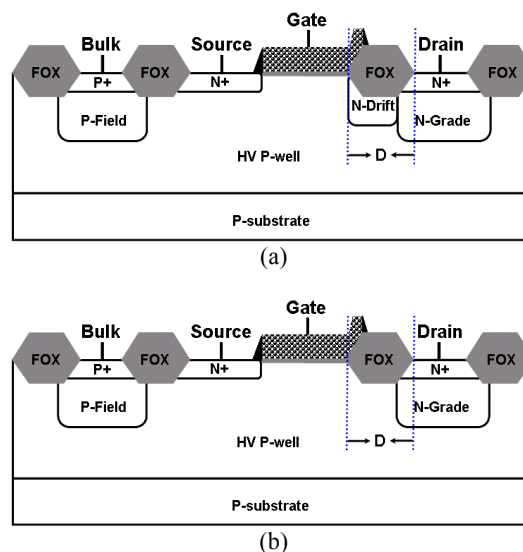 Gate
Bulk Source Drain
FOX P+ FOX N+ FOX N+ FOX
P-Field N-Drift N-Grade
HV P-well D
P-substrate
(a)
Gate
Bulk Source Drain
FOX P+ FOX N+ FOX N+ FOX
P-Field N-Grade
HV P-well D
P-substrate
(b)